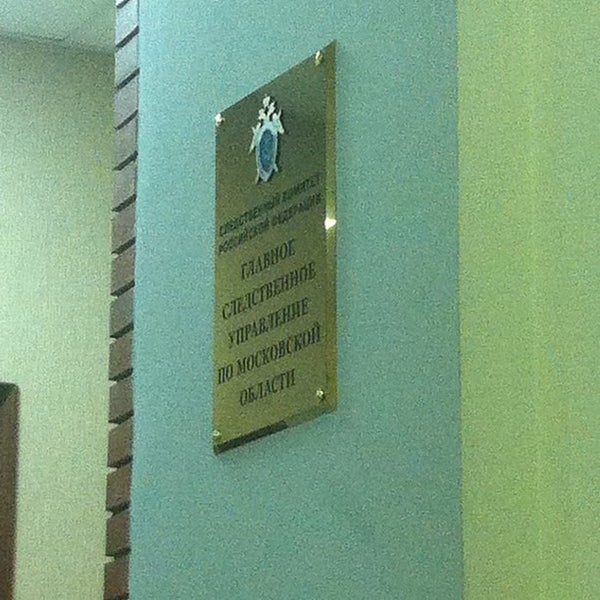 СЛЕДСТВЕННЫЙ КОМИТЕТ
РОССИЙСКОЙ ФЕДЕРАЦИИ
ГЛАВНОЕ
СЛЕДСТВЕННОЕ
УПРАВЛЕНИЕ
ПО МОСКОВСКОЙ
ОБЛАСТИ